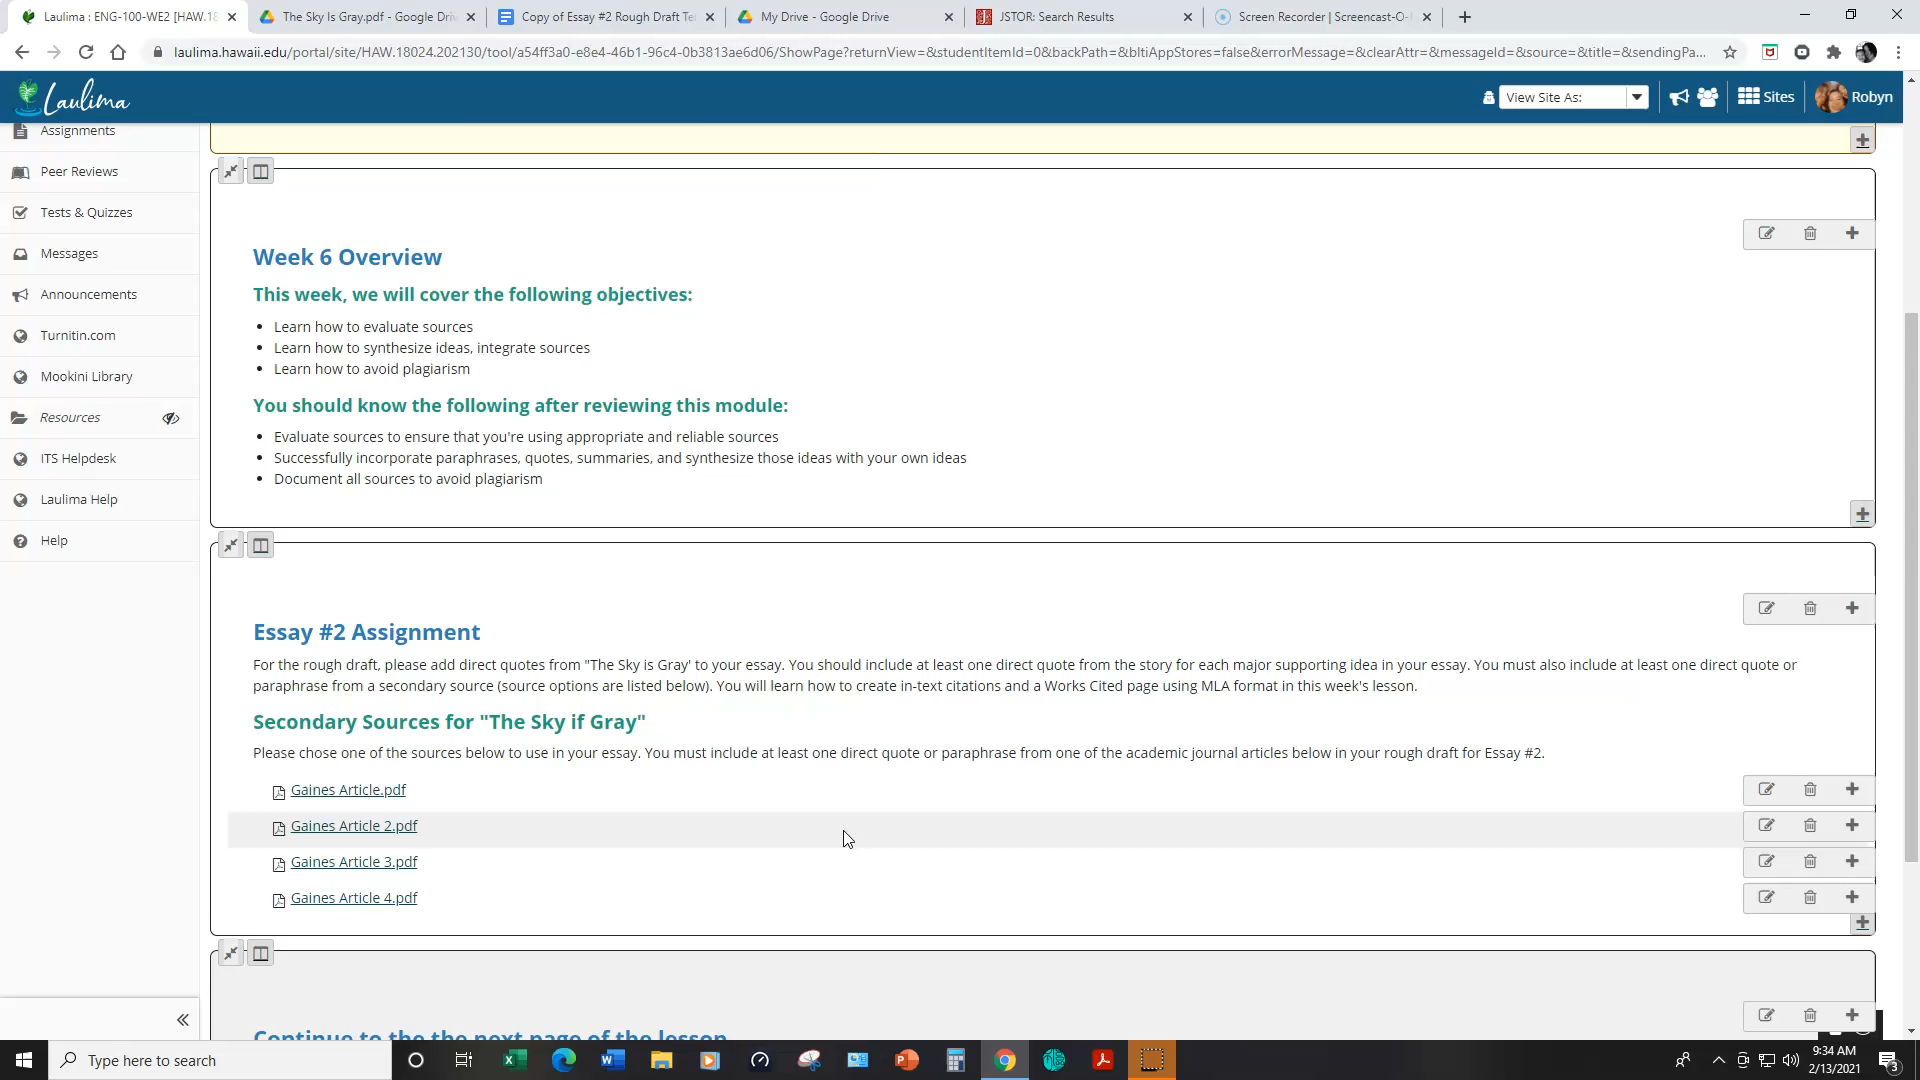 Laulima : ENG-100-WE2 [HAW.18
The Sky Is Gray.pdf - Google Dri
Copy of Essay #2 Rough Draft Te
My Drive - Google Drive
JSTOR: Search Results
Screen Recorder | Screencast-O-
laulima.hawaii.edu/portal/site/HAW.18024.202130/tool/a54ff3a0-e8e4-46b1-96c4-0b3813ae6d06/ShowPage?returnView=&studentItemId=0&backPath=&bltiAppStores=false&errorMessage=&clearAttr=&messageId=&source=&title=&sendingPa...
Laulima
View Site As:
Sites
Robyn
Assignments
Peer Reviews
Tests & Quizzes
Messages
Announcements
Turnitin.com
Mookini Library
Resources
ITS Helpdesk
Laulima Help
Help
Week 6 Overview
This week, we will cover the following objectives:
Learn how to evaluate sources
Learn how to synthesize ideas, integrate sources
Learn how to avoid plagiarism
You should know the following after reviewing this module:
Evaluate sources to ensure that you're using appropriate and reliable sources
Successfully incorporate paraphrases, quotes, summaries, and synthesize those ideas with your own ideas
Document all sources to avoid plagiarism
Essay #2 Assignment
For the rough draft, please add direct quotes from "The Sky is Gray' to your essay. You should include at least one direct quote from the story for each major supporting idea in your essay. You must also include at least one direct quote or
paraphrase from a secondary source (source options are listed below). You will learn how to create in-text citations and a Works Cited page using MLA format in this week's lesson.
Secondary Sources for "The Sky if Gray"
Please chose one of the sources below to use in your essay. You must include at least one direct quote or paraphrase from one of the academic journal articles below in your rough draft for Essay #2.
Gaines Article.pdf
Gaines Article 2.pdf
Gaines Article 3.pdf
Gaines Article 4.pdf
Continue to the the next page of the lesson
Type here to search
9:34 AM
2/13/2021
3